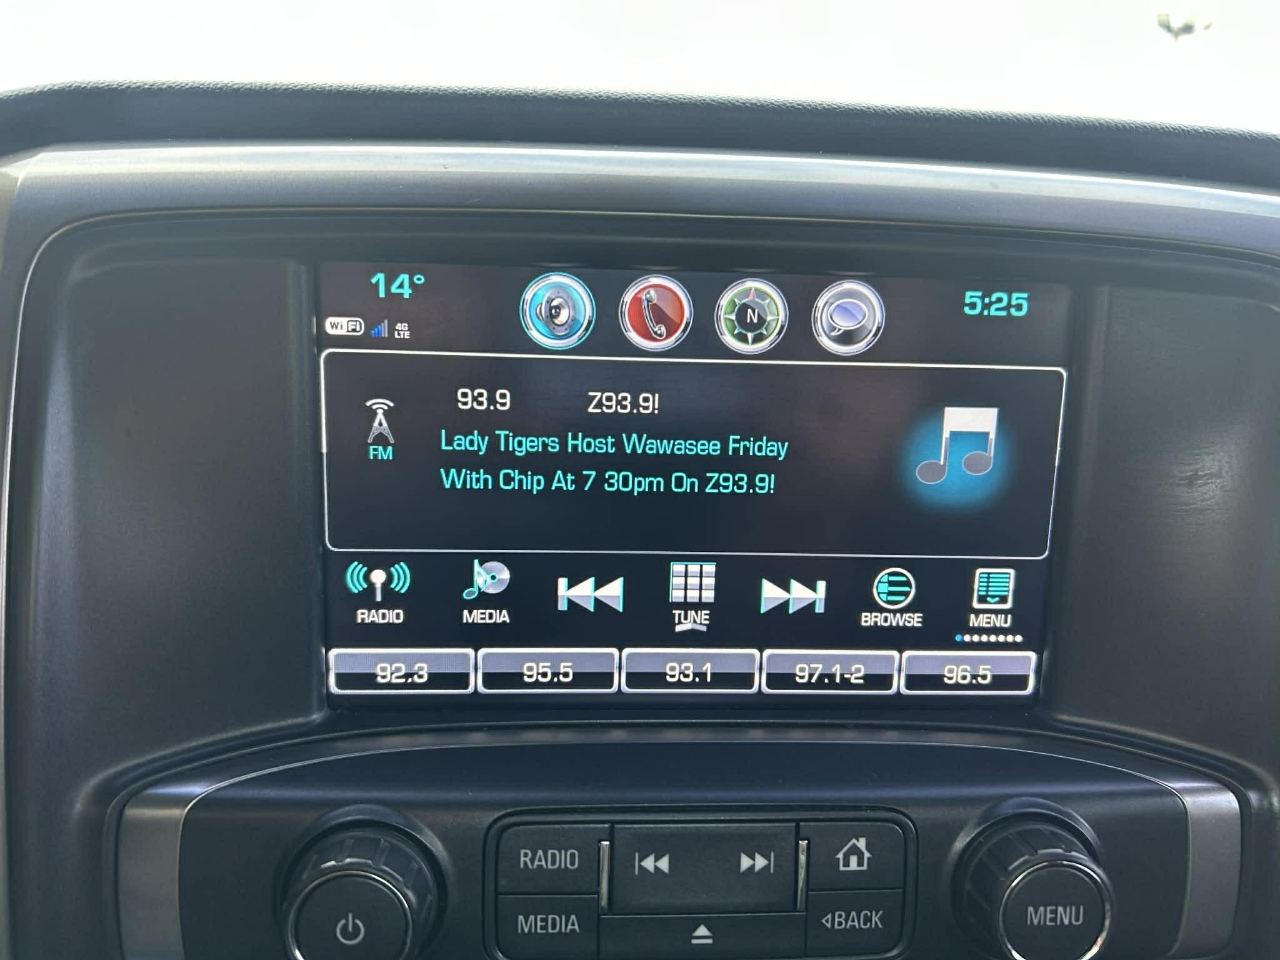 14°
5:25
WiFi
4G
LTE
N
93.9 Z93.9!
FM
Lady Tigers Host Wawasee Friday
With Chip At 7 30pm On Z93.9!
RADIO MEDIA TUNE BROWSE MENU
92.3 95.5 93.1 97.1-2 96.5
RADIO
MEDIA
BACK
MENU